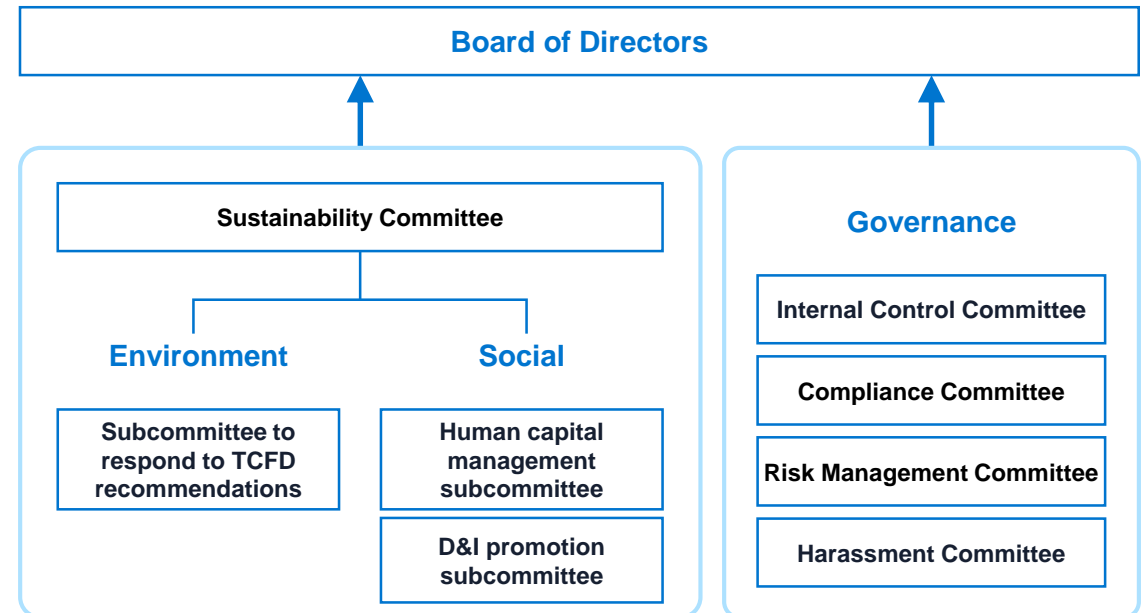 Board of Directors
Sustainability Committee
Environment
Subcommittee to
respond to TCFD
recommendations
Social
Human capital
management
subcommittee
D&I promotion
subcommittee
Governance
Internal Control Committee
Compliance Committee
Risk Management Committee
Harassment Committee